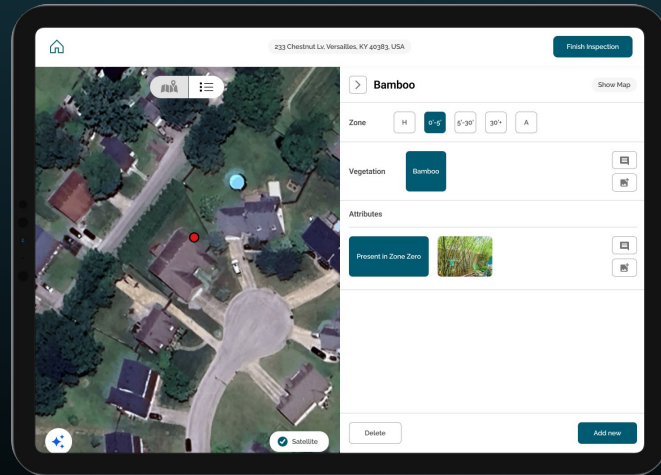 233 Chestnut Lv, Versailles, KY 40383, USA
Finish Inspection
Bamboo
Show Map
Zone
H
0'-5'
5'-30'
30'+
A
Vegetation
Bamboo
Attributes
Present in Zone Zero
Satellite
Delete
Add new